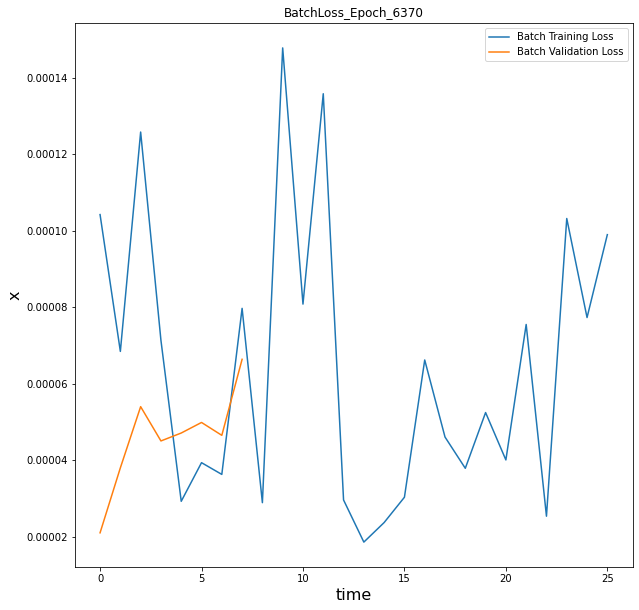 BatchLoss_Epoch_6370
Batch Training Loss
Batch Validation Loss
0.00014
0.00012
0.00010
0.00008
0.00006
0.00004
0.00002
x
0 5 10 15 20 25
time